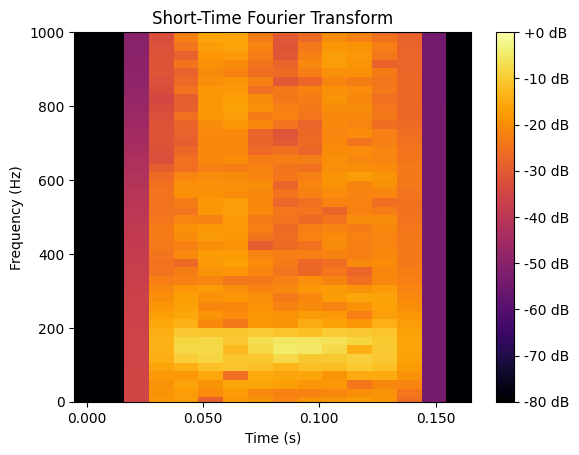 Short-Time Fourier Transform
Frequency (Hz)
1000
800
600
400
200
0
0.000 0.050 0.100 0.150
Time (s)
+0 dB
-10 dB
-20 dB
-30 dB
-40 dB
-50 dB
-60 dB
-70 dB
-80 dB